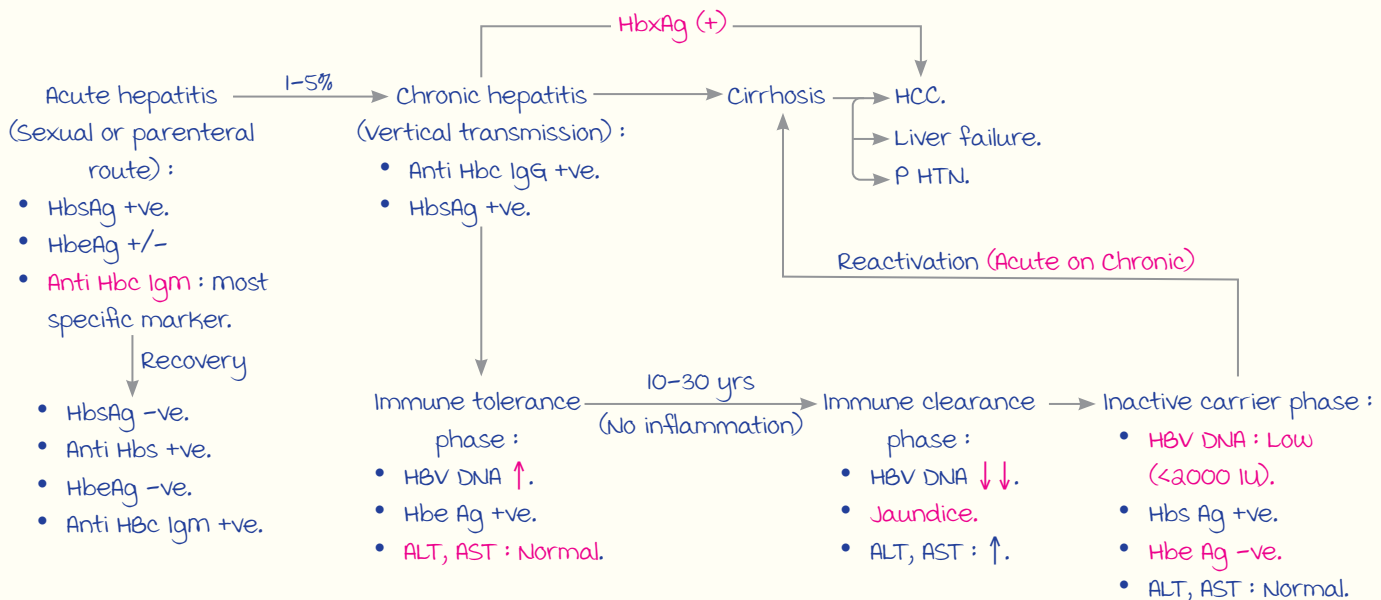 HbxAg (+)
Acute hepatitis
(Sexual or parenteral
route) :
• HbsAg +ve.
• HbeAg +/-
• Anti Hbc Igm : most
specific marker.
1-5%
Chronic hepatitis
(Vertical transmission) :
• Anti Hbc IgG +ve.
• HbsAg +ve.
Cirrhosis
HCC.
Liver failure.
P HTN.
Reactivation (Acute on Chronic)
Recovery
• HbsAg -ve.
• Anti Hbs +ve.
• HbeAg -ve.
• Anti HBc Igm +ve.
Immune tolerance
phase :
• HBV DNA ↑.
• Hbe Ag +ve.
• ALT, AST : Normal.
10-30 yrs
(No inflammation)
Immune clearance
phase :
• HBV DNA ↓↓.
• Jaundice.
• ALT, AST : ↑.
Inactive carrier phase :
• HBV DNA : Low
(<2000 IU).
• Hbs Ag +ve.
• Hbe Ag -ve.
• ALT, AST : Normal.